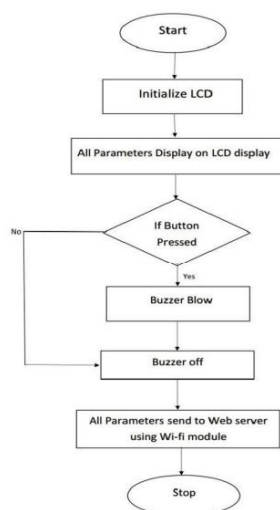 Start
Initialize LCD
All Parameters Display on LCD display
If Button
Pressed
No
Yes
Buzzer Blow
Buzzer off
All Parameters send to Web server
using Wi-fi module
Stop